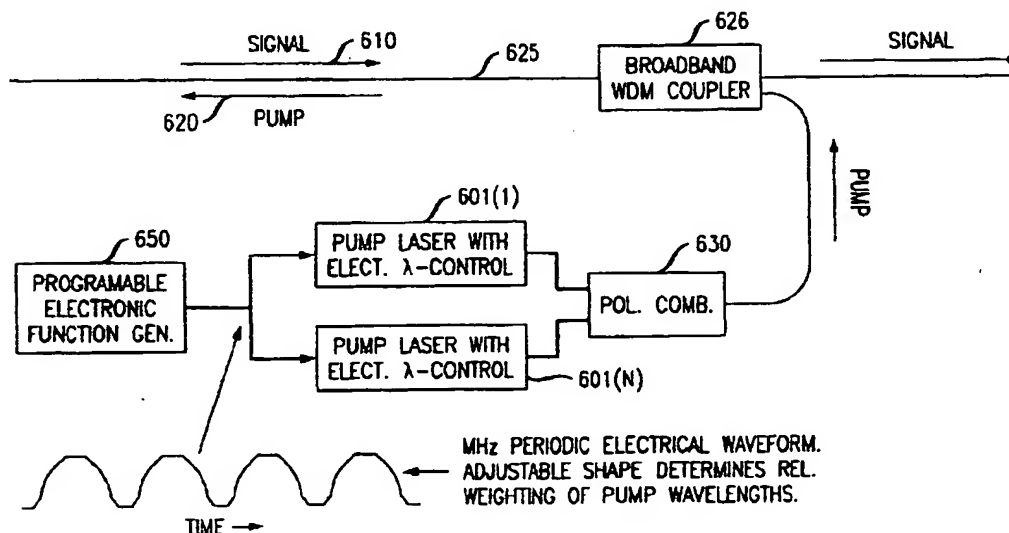 SIGNAL
610
625
626
BROADBAND
WDM COUPLER
SIGNAL
620
PUMP
PUMP
601(1)
PUMP LASER WITH
ELECT. λ-CONTROL
650
PROGRAMABLE
ELECTRONIC
FUNCTION GEN.
630
POL. COMB.
PUMP LASER WITH
ELECT. λ-CONTROL
601(N)
MHz PERIODIC ELECTRICAL WAVEFORM.
ADJUSTABLE SHAPE DETERMINES REL.
WEIGHTING OF PUMP WAVELENGTHS.
TIME